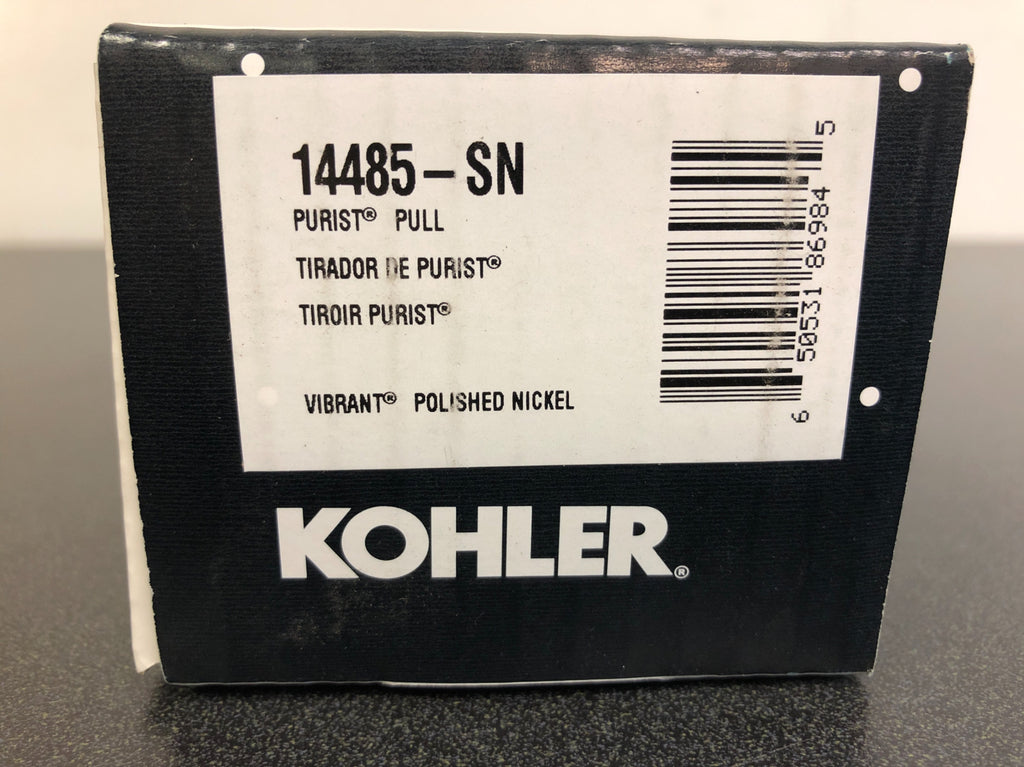 14485-SN
PURIST® PULL
TIRADOR DE PURIST®
TIROIR PURIST®
VIBRANT® POLISHED NICKEL
6 50531 86984 5
KOHLER®